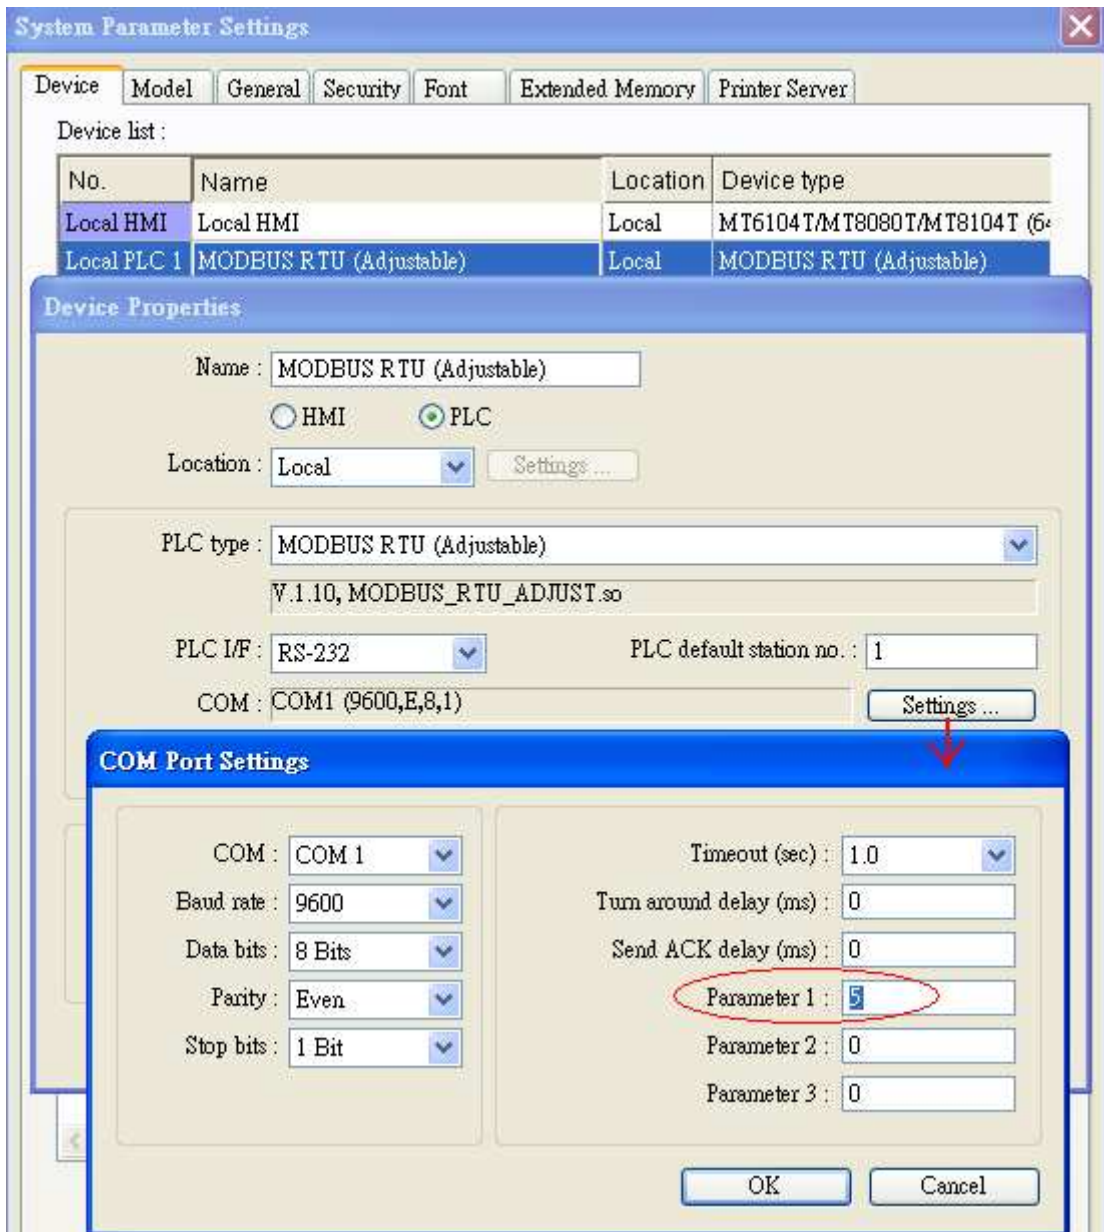 System Parameter Settings
Device Model General Security Font Extended Memory Printer Server
Device list :
No. Name Location Device type
Local HMI Local HMI Local MT6104T/MT8080T/MT8104T (64
Local PLC 1 MODBUS RTU (Adjustable) Local MODBUS RTU (Adjustable)
Device Properties
Name : MODBUS RTU (Adjustable)
HMI PLC
Location : Local Settings ...
PLC type : MODBUS RTU (Adjustable)
V.1.10, MODBUS_RTU_ADJUST.so
PLC I/F : RS-232 PLC default station no. : 1
COM : COM1 (9600,E,8,1) Settings ...
COM Port Settings
COM : COM 1 Timeout (sec) : 1.0
Baud rate : 9600 Turn around delay (ms) : 0
Data bits : 8 Bits Send ACK delay (ms) : 0
Parity : Even Parameter 1 : 5
Stop bits : 1 Bit Parameter 2 : 0
Parameter 3 : 0
OK Cancel